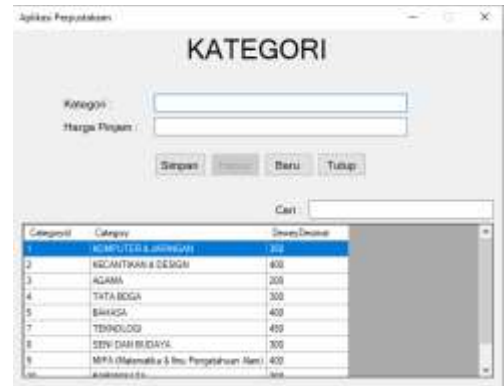 Aplikasi Perpustakaan
KATEGORI
Kategori :
Harga Pinjam :
Simpan Baru Tutup
Cari :
CategoryId Category DeweyDecimal
1 KOMPUTER & JARINGAN
2 KECANTIKAN & DESIGN 400
3 AGAMA 200
4 TATA BOGA 300
5 BAHASA 400
7 TEKNOLOGI 450
8 SENI DAN BUDAYA 300
9 MIPA (Matematika & Ilmu Pengetahuan Alam) 400